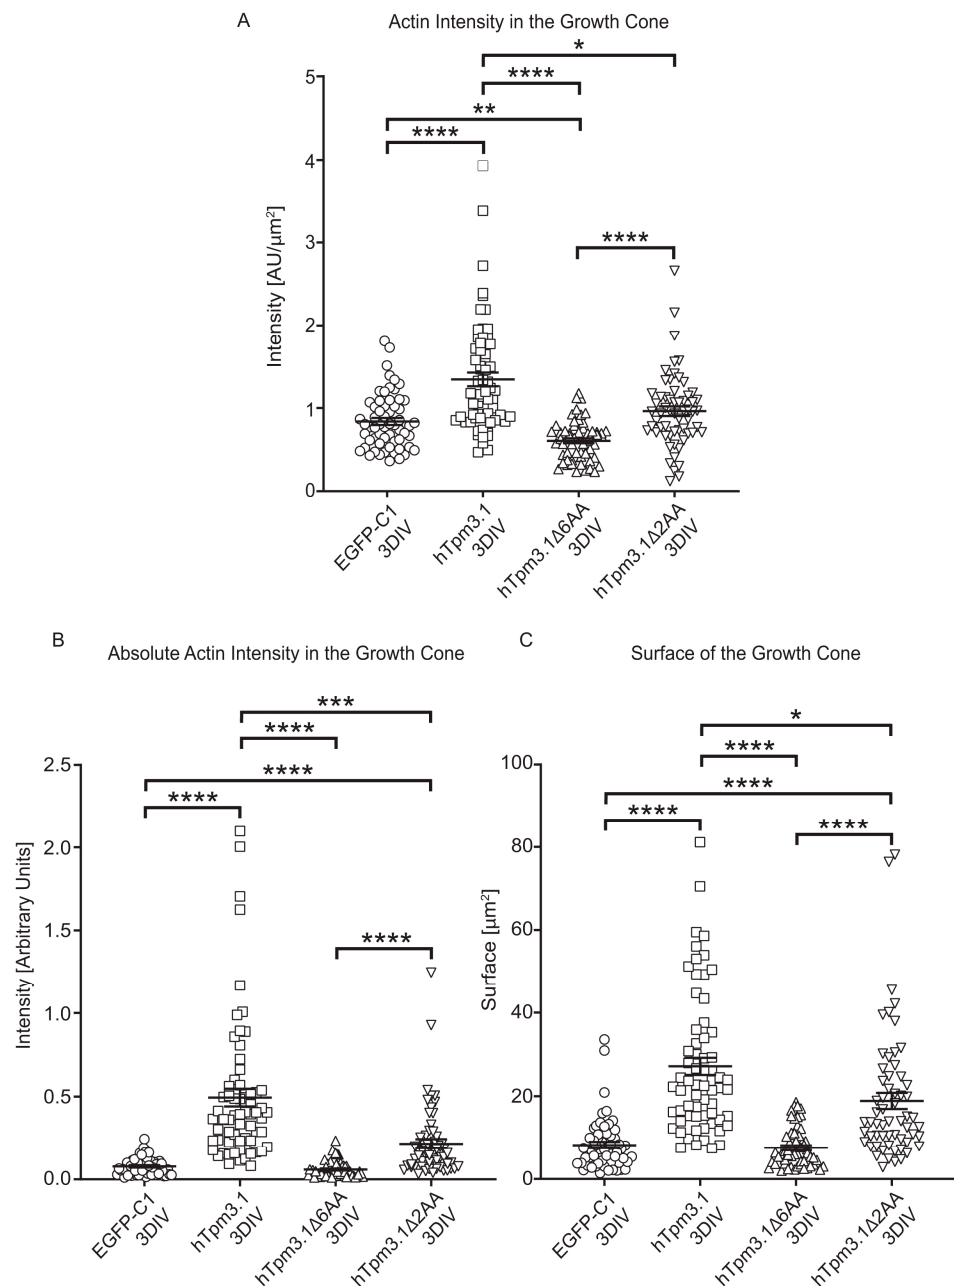 A
Actin Intensity in the Growth Cone
*
****
**
****
****
5
4
3
2
1
0
Intensity [AU/µm²]
EGFP-C1
3DIV
hTpm3.1
3DIV
hTpm3.1Δ6AA
3DIV
hTpm3.1Δ2AA
3DIV
B
Absolute Actin Intensity in the Growth Cone
***
****
****
****
****
2.5
2.0
1.5
1.0
0.5
0.0
Intensity [Arbitrary Units]
EGFP-C1
3DIV
hTpm3.1
3DIV
hTpm3.1Δ6AA
3DIV
hTpm3.1Δ2AA
3DIV
C
Surface of the Growth Cone
*
****
****
****
****
100
80
60
40
20
0
Surface [µm²]
EGFP-C1
3DIV
hTpm3.1
3DIV
hTpm3.1Δ6AA
3DIV
hTpm3.1Δ2AA
3DIV